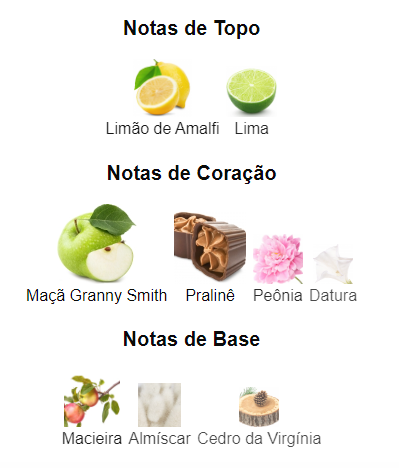 Notas de Topo
Limão de Amalfi Lima
Notas de Coração
Maçã Granny Smith Pralinê Peônia Datura
Notas de Base
Macieira Almíscar Cedro da Virgínia